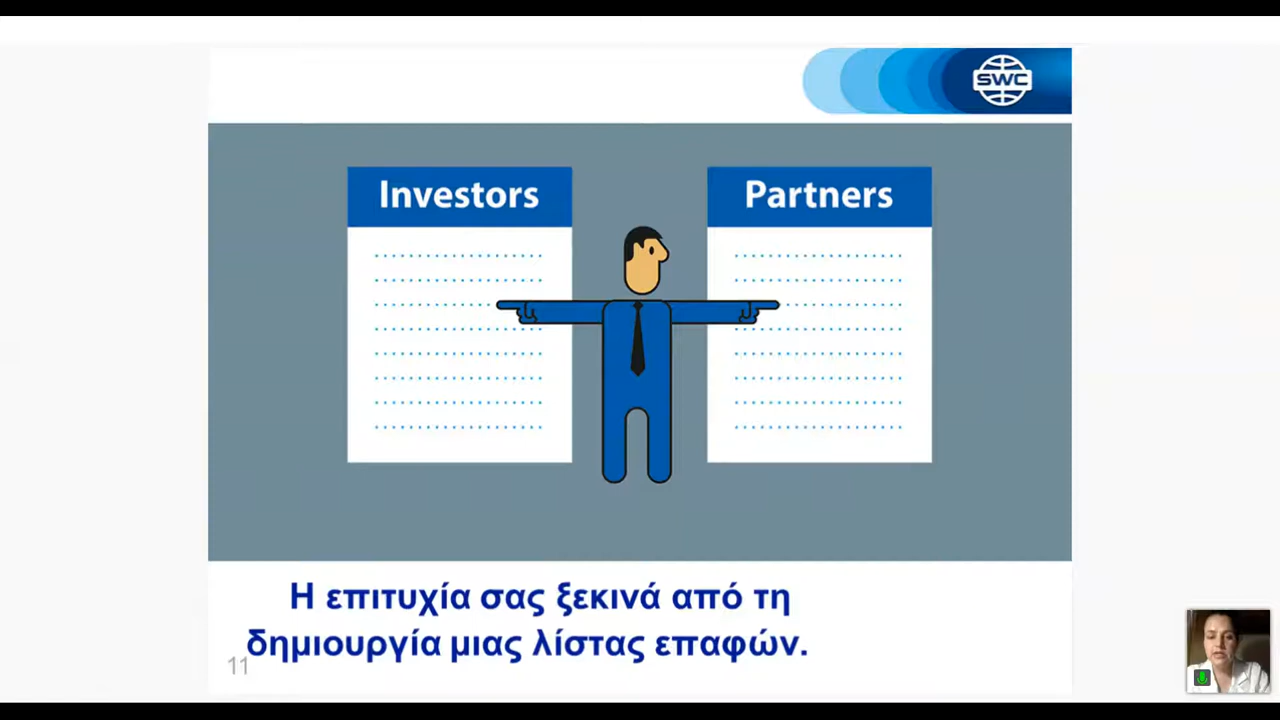 SWC
Investors
Partners
Η επιτυχία σας ξεκινά από τη
δημιουργία μιας λίστας επαφών.
11